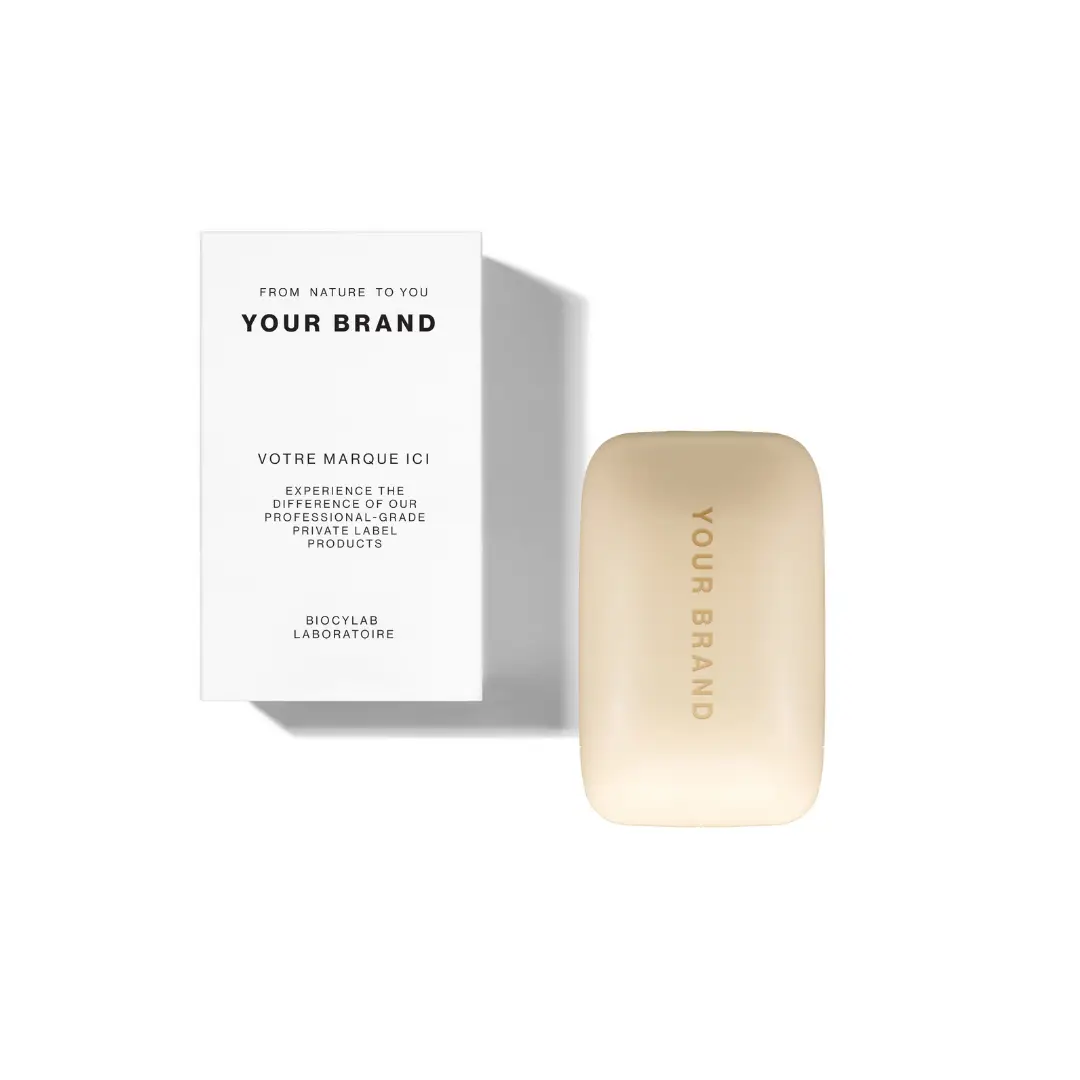 FROM NATURE TO YOU
YOUR BRAND
VOTRE MARQUE ICI
EXPERIENCE THE
DIFFERENCE OF OUR
PROFESSIONAL-GRADE
PRIVATE LABEL
PRODUCTS
BIOCYLAB
LABORATOIRE
YOUR BRAND